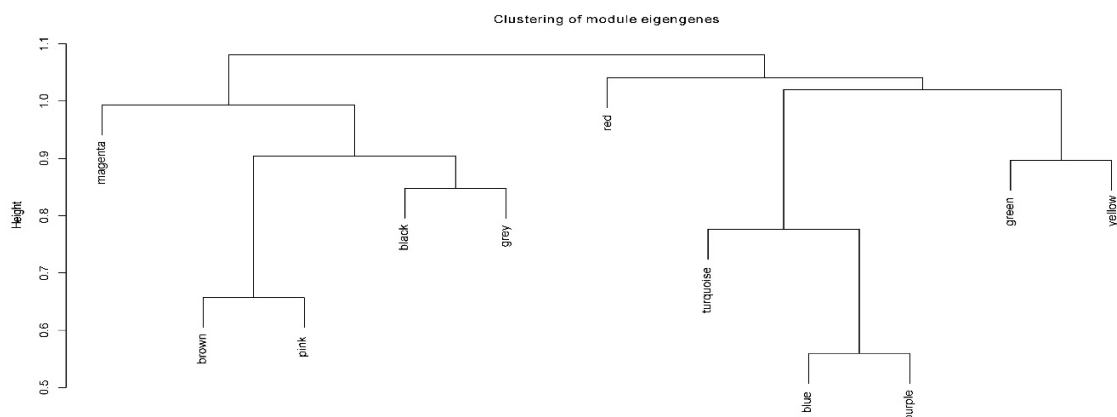 Clustering of module eigengenes
Height
1.1
1.0
0.9
0.8
0.7
0.6
0.5
magenta
brown
pink
black
grey
red
turquoise
blue
green
yellow